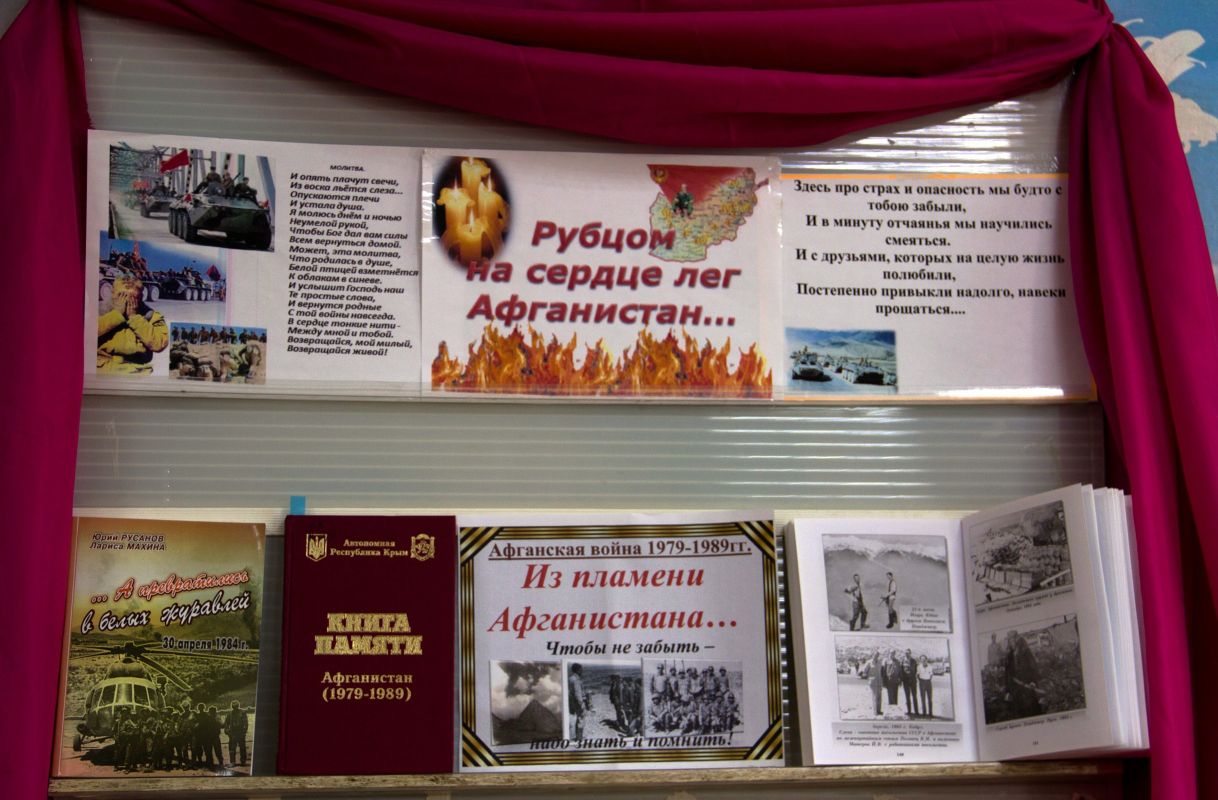 МОЛИТВА.
И опять плачут свечи,
Из воска льётся слеза...
Опускаются плечи
И устала душа.
Я молюсь днём и ночью
Неумелой рукой,
Чтобы Бог дал вам силы
Всем вернуться домой.
Может, эта молитва,
Что родилась в душе,
Белой птицей взметнётся
К облакам в синеве.
И услышит Господь наш
Те простые слова,
И вернутся родные
С той войны навсегда.
В сердце тонкие нити-
Между мной и тобой.
Возвращайся, мой милый,
Возвращайся живой!
Рубцом
на сердце лег
Афганистан...
Здесь про страх и опасность мы будто с
тобою забыли,
И в минуту отчаянья мы научились
смеяться.
И с друзьями, которых на целую жизнь
полюбили,
Постепенно привыкли надолго, навеки
прощаться....
Юрий РУСАНОВ
Лариса МАХИНА
... А превратились
в белых журавлей
30 апреля 1984 г.
Автономная
Республика Крым
КНИГА
ПАМЯТИ
Афганистан
(1979-1989)
Афганская война 1979-1989гг.
Из пламени
Афганистана...
Чтобы не забыть –
надо знать и помнить!